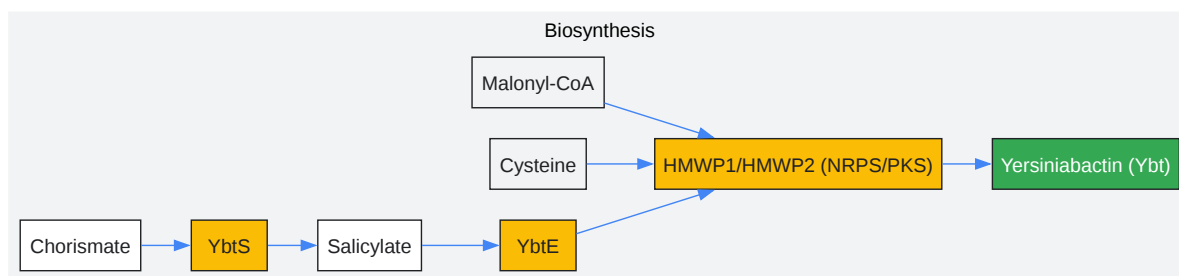 Biosynthesis
Malonyl-CoA
Cysteine
HMWP1/HMWP2 (NRPS/PKS)
Yersiniabactin (Ybt)
Chorismate
YbtS
Salicylate
YbtE